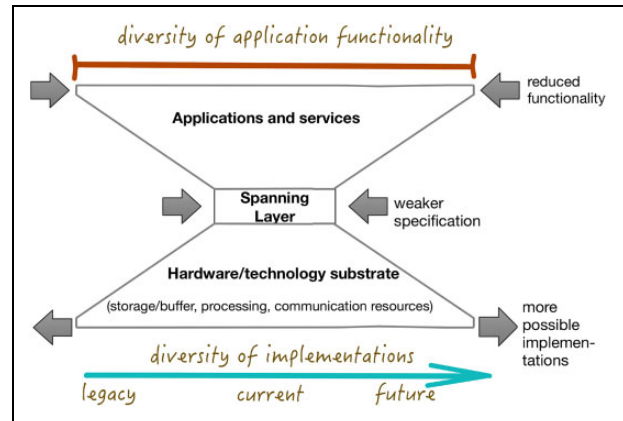 diversity of application functionality
reduced
functionality
Applications and services
Spanning
Layer
weaker
specification
Hardware/technology substrate
(storage/buffer, processing, communication resources)
more
possible
implemen-
tations
diversity of implementations
legacy current future